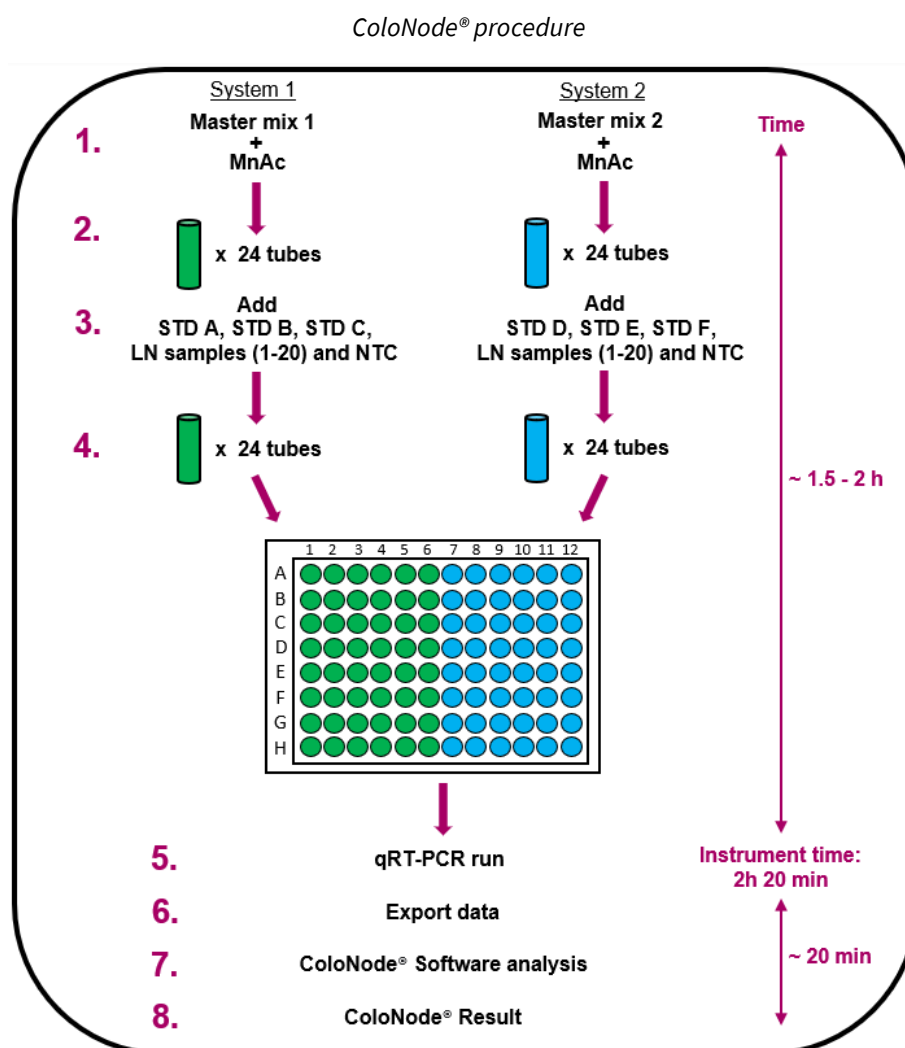 ColoNode® procedure
System 1
System 2
Time
1.
Master mix 1
+
MnAc
Master mix 2
+
MnAc
2.
x 24 tubes
x 24 tubes
3.
Add
STD A, STD B, STD C,
LN samples (1-20) and NTC
Add
STD D, STD E, STD F,
LN samples (1-20) and NTC
4.
x 24 tubes
x 24 tubes
~ 1.5 - 2 h
1 2 3 4 5 6 7 8 9 10 11 12
A
B
C
D
E
F
G
H
5.
qRT-PCR run
Instrument time:
2h 20 min
6.
Export data
7.
ColoNode® Software analysis
~ 20 min
8.
ColoNode® Result